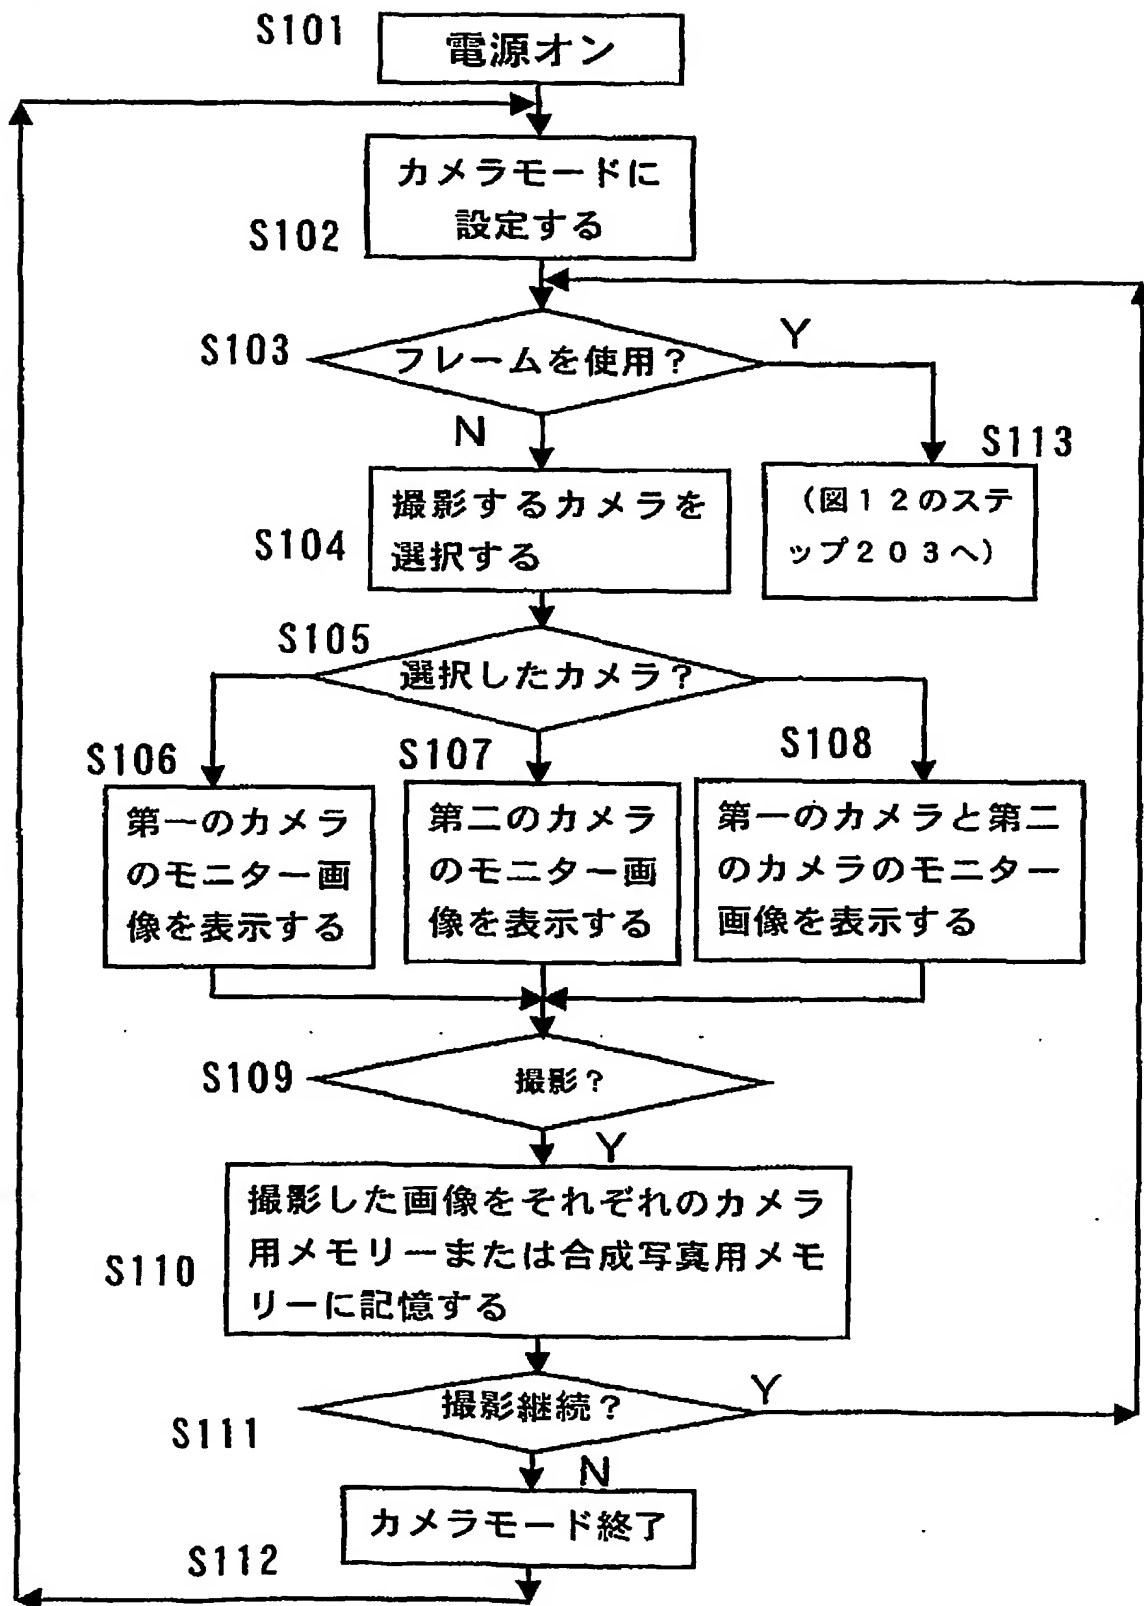 S101
電源オン
カメラモードに
設定する
S102
S103
フレームを使用？
Y
N
S113
（図１２のステ
ップ２０３へ）
撮影するカメラを
選択する
S104
S105
選択したカメラ？
S106
第一のカメラ
のモニター画
像を表示する
S107
第二のカメラ
のモニター画
像を表示する
S108
第一のカメラと第二
のカメラのモニター
画像を表示する
S109
撮影？
Y
撮影した画像をそれぞれのカメラ
用メモリーまたは合成写真用メモ
リーに記憶する
S110
撮影継続？
Y
S111
N
カメラモード終了
S112